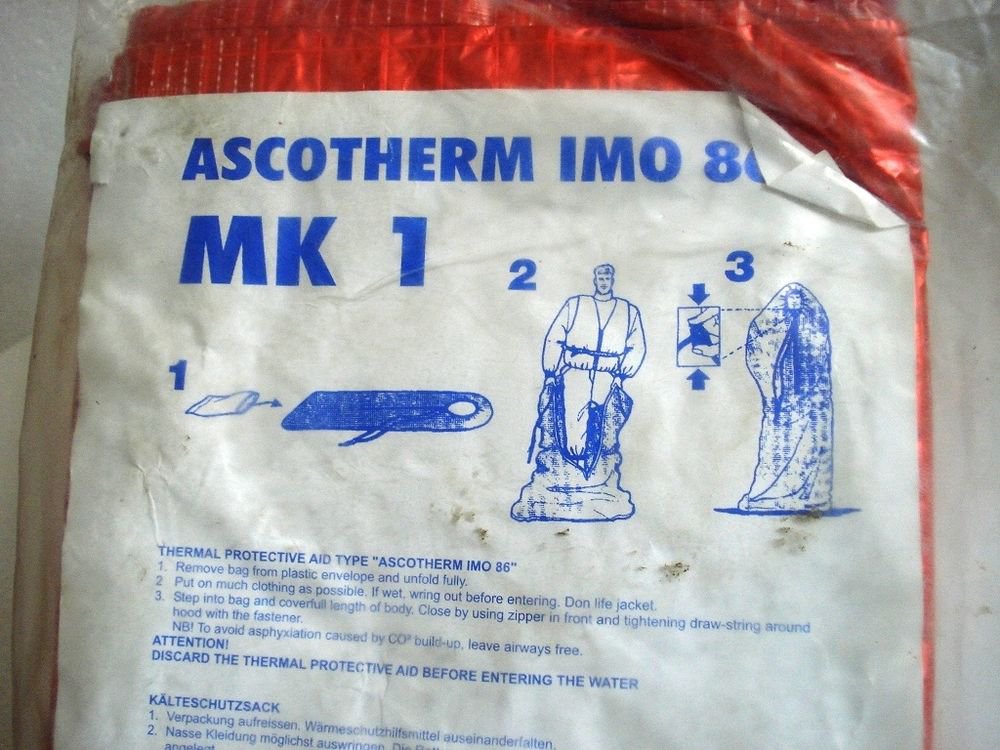 ASCOTHERM IMO 86
MK 1
1
2
3
THERMAL PROTECTIVE AID TYPE "ASCOTHERM IMO 86"
1. Remove bag from plastic envelope and unfold fully.
2 Put on much clothing as possible. If wet, wring out before entering. Don life jacket.
3. Step into bag and coverfull length of body. Close by using zipper in front and tightening draw-string around
hood with the fastener.
NB! To avoid asphyxiation caused by CO² build-up, leave airways free.
ATTENTION!
DISCARD THE THERMAL PROTECTIVE AID BEFORE ENTERING THE WATER
KÄLTESCHUTZSACK
1. Verpackung aufreissen. Wärmeschutzhilfsmittel auseinanderfalten.
2. Nasse Kleidung möglichst auswringen. Die
angelegt